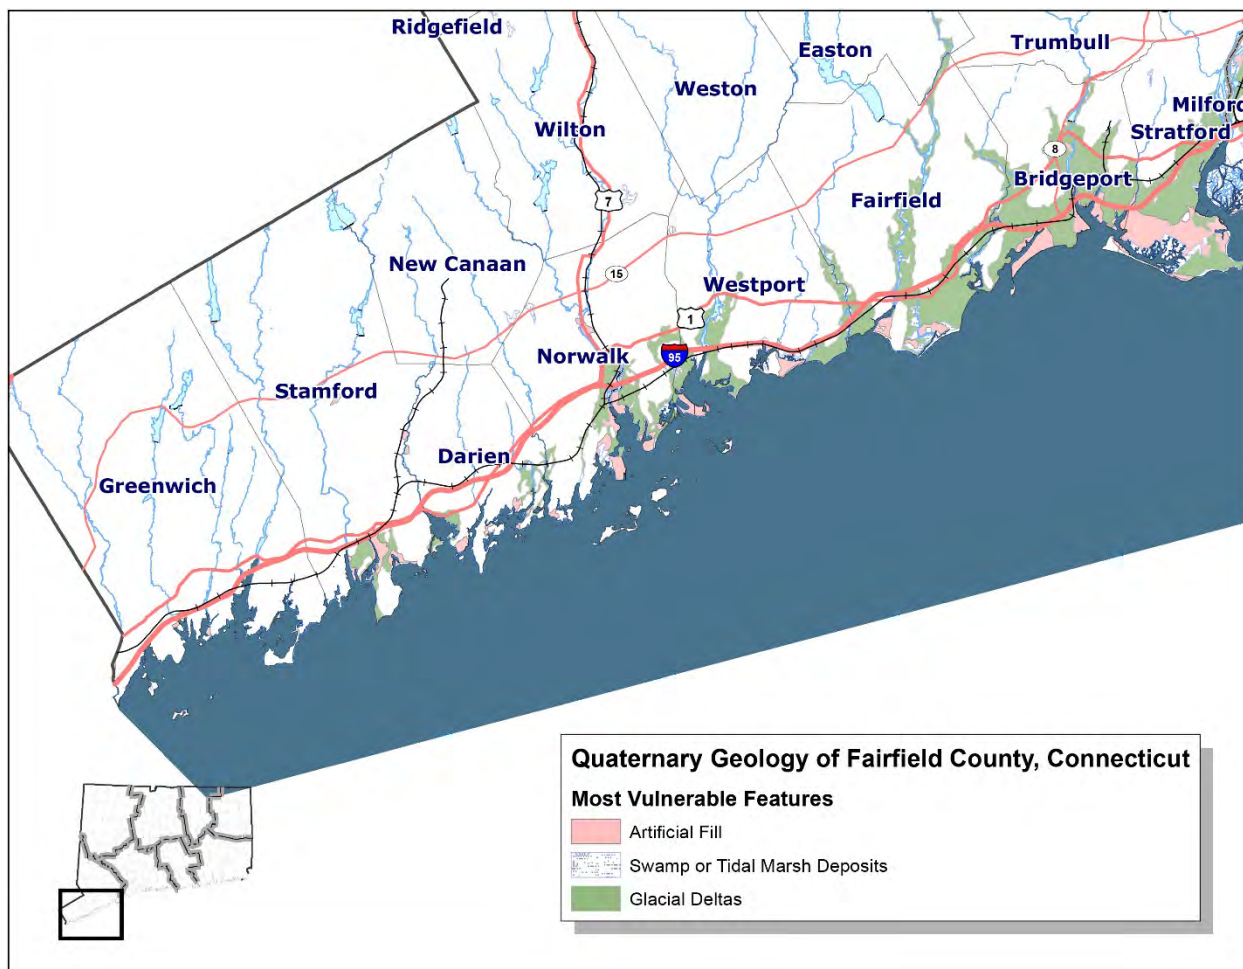 Ridgefield
Easton
Trumbull
Weston
Milford
Wilton
Stratford
8
Bridgeport
7
Fairfield
New Canaan
15
Westport
1
Norwalk
95
Stamford
Darien
Greenwich
Quaternary Geology of Fairfield County, Connecticut
Most Vulnerable Features
Artificial Fill
Swamp or Tidal Marsh Deposits
Glacial Deltas